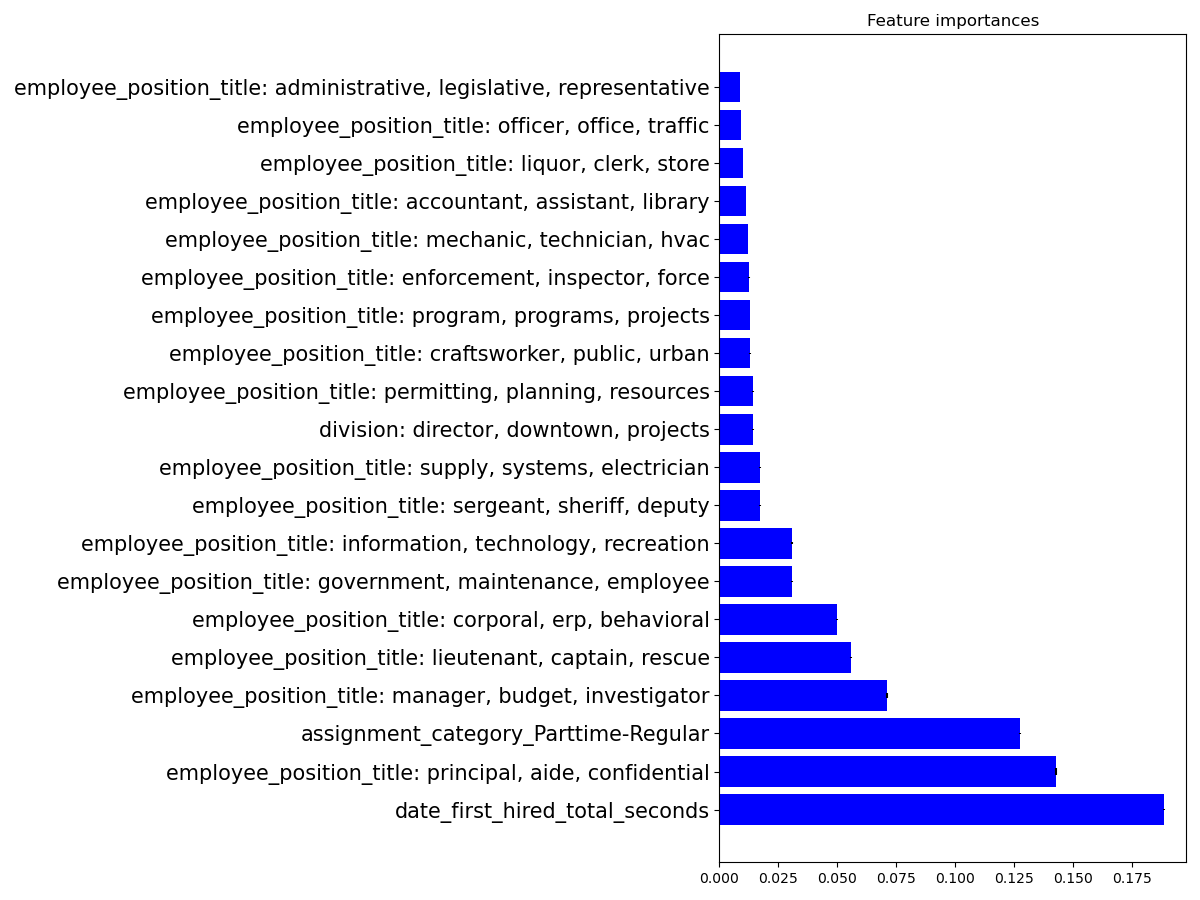 Feature importances
employee_position_title: administrative, legislative, representative
employee_position_title: officer, office, traffic
employee_position_title: liquor, clerk, store
employee_position_title: accountant, assistant, library
employee_position_title: mechanic, technician, hvac
employee_position_title: enforcement, inspector, force
employee_position_title: program, programs, projects
employee_position_title: craftsworker, public, urban
employee_position_title: permitting, planning, resources
division: director, downtown, projects
employee_position_title: supply, systems, electrician
employee_position_title: sergeant, sheriff, deputy
employee_position_title: information, technology, recreation
employee_position_title: government, maintenance, employee
employee_position_title: corporal, erp, behavioral
employee_position_title: lieutenant, captain, rescue
employee_position_title: manager, budget, investigator
assignment_category_Parttime-Regular
employee_position_title: principal, aide, confidential
date_first_hired_total_seconds
0.000 0.025 0.050 0.075 0.100 0.125 0.150 0.175